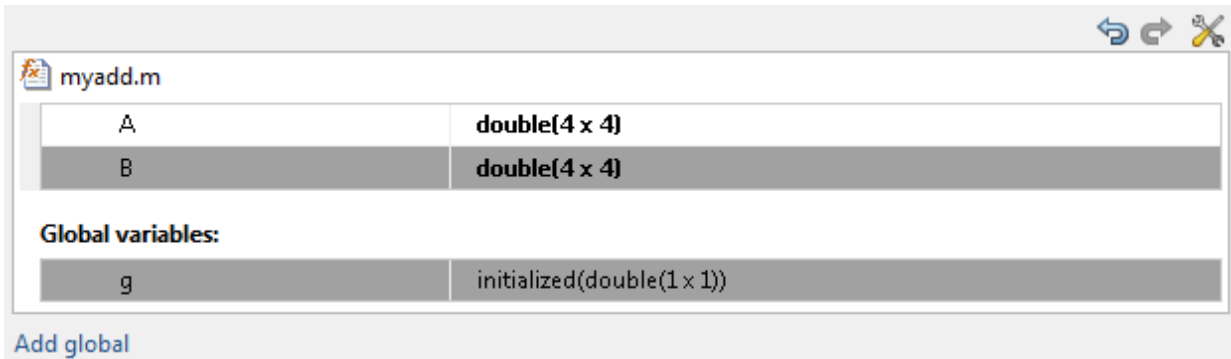 myadd.m
A double(4 x 4)
B double(4 x 4)
Global variables:
g initialized(double(1 x 1))
Add global